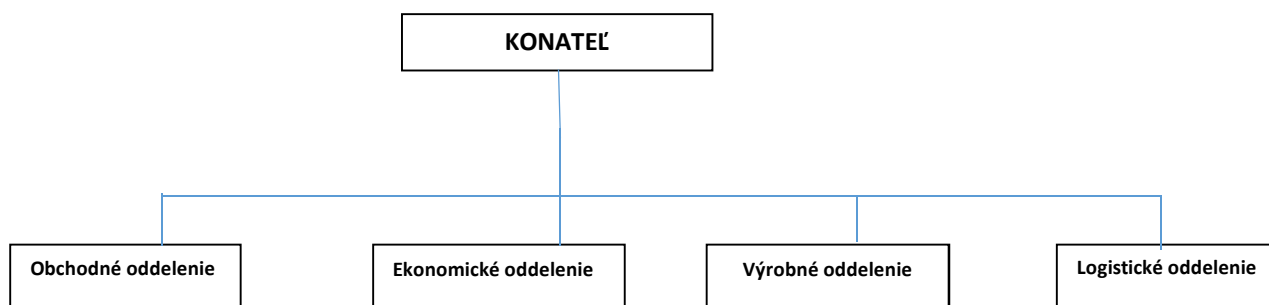 KONATEĽ
Obchodné oddelenie
Ekonomické oddelenie
Výrobné oddelenie
Logistické oddelenie